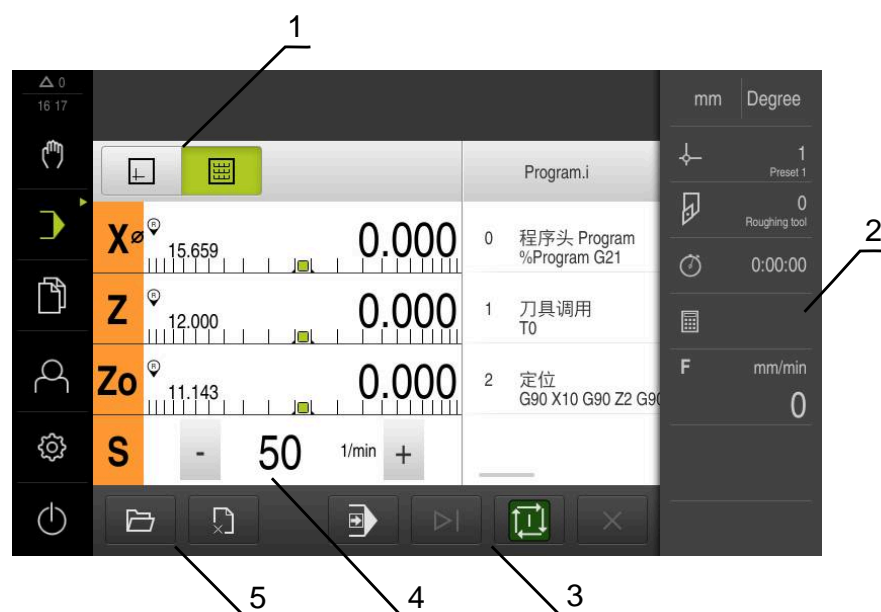 1
0
16 17
mm Degree
Program.i
1
Preset 1
X⌀ R 15.659 0.000
0 程序头 Program
%Program G21
0
Roughing tool
2
0:00:00
Z R 12.000 0.000
1 刀具调用
T0
Zo R 11.143 0.000
2 定位
G90 X10 G90 Z2 G90
F mm/min
0
S - 50 1/min +
5 4 3